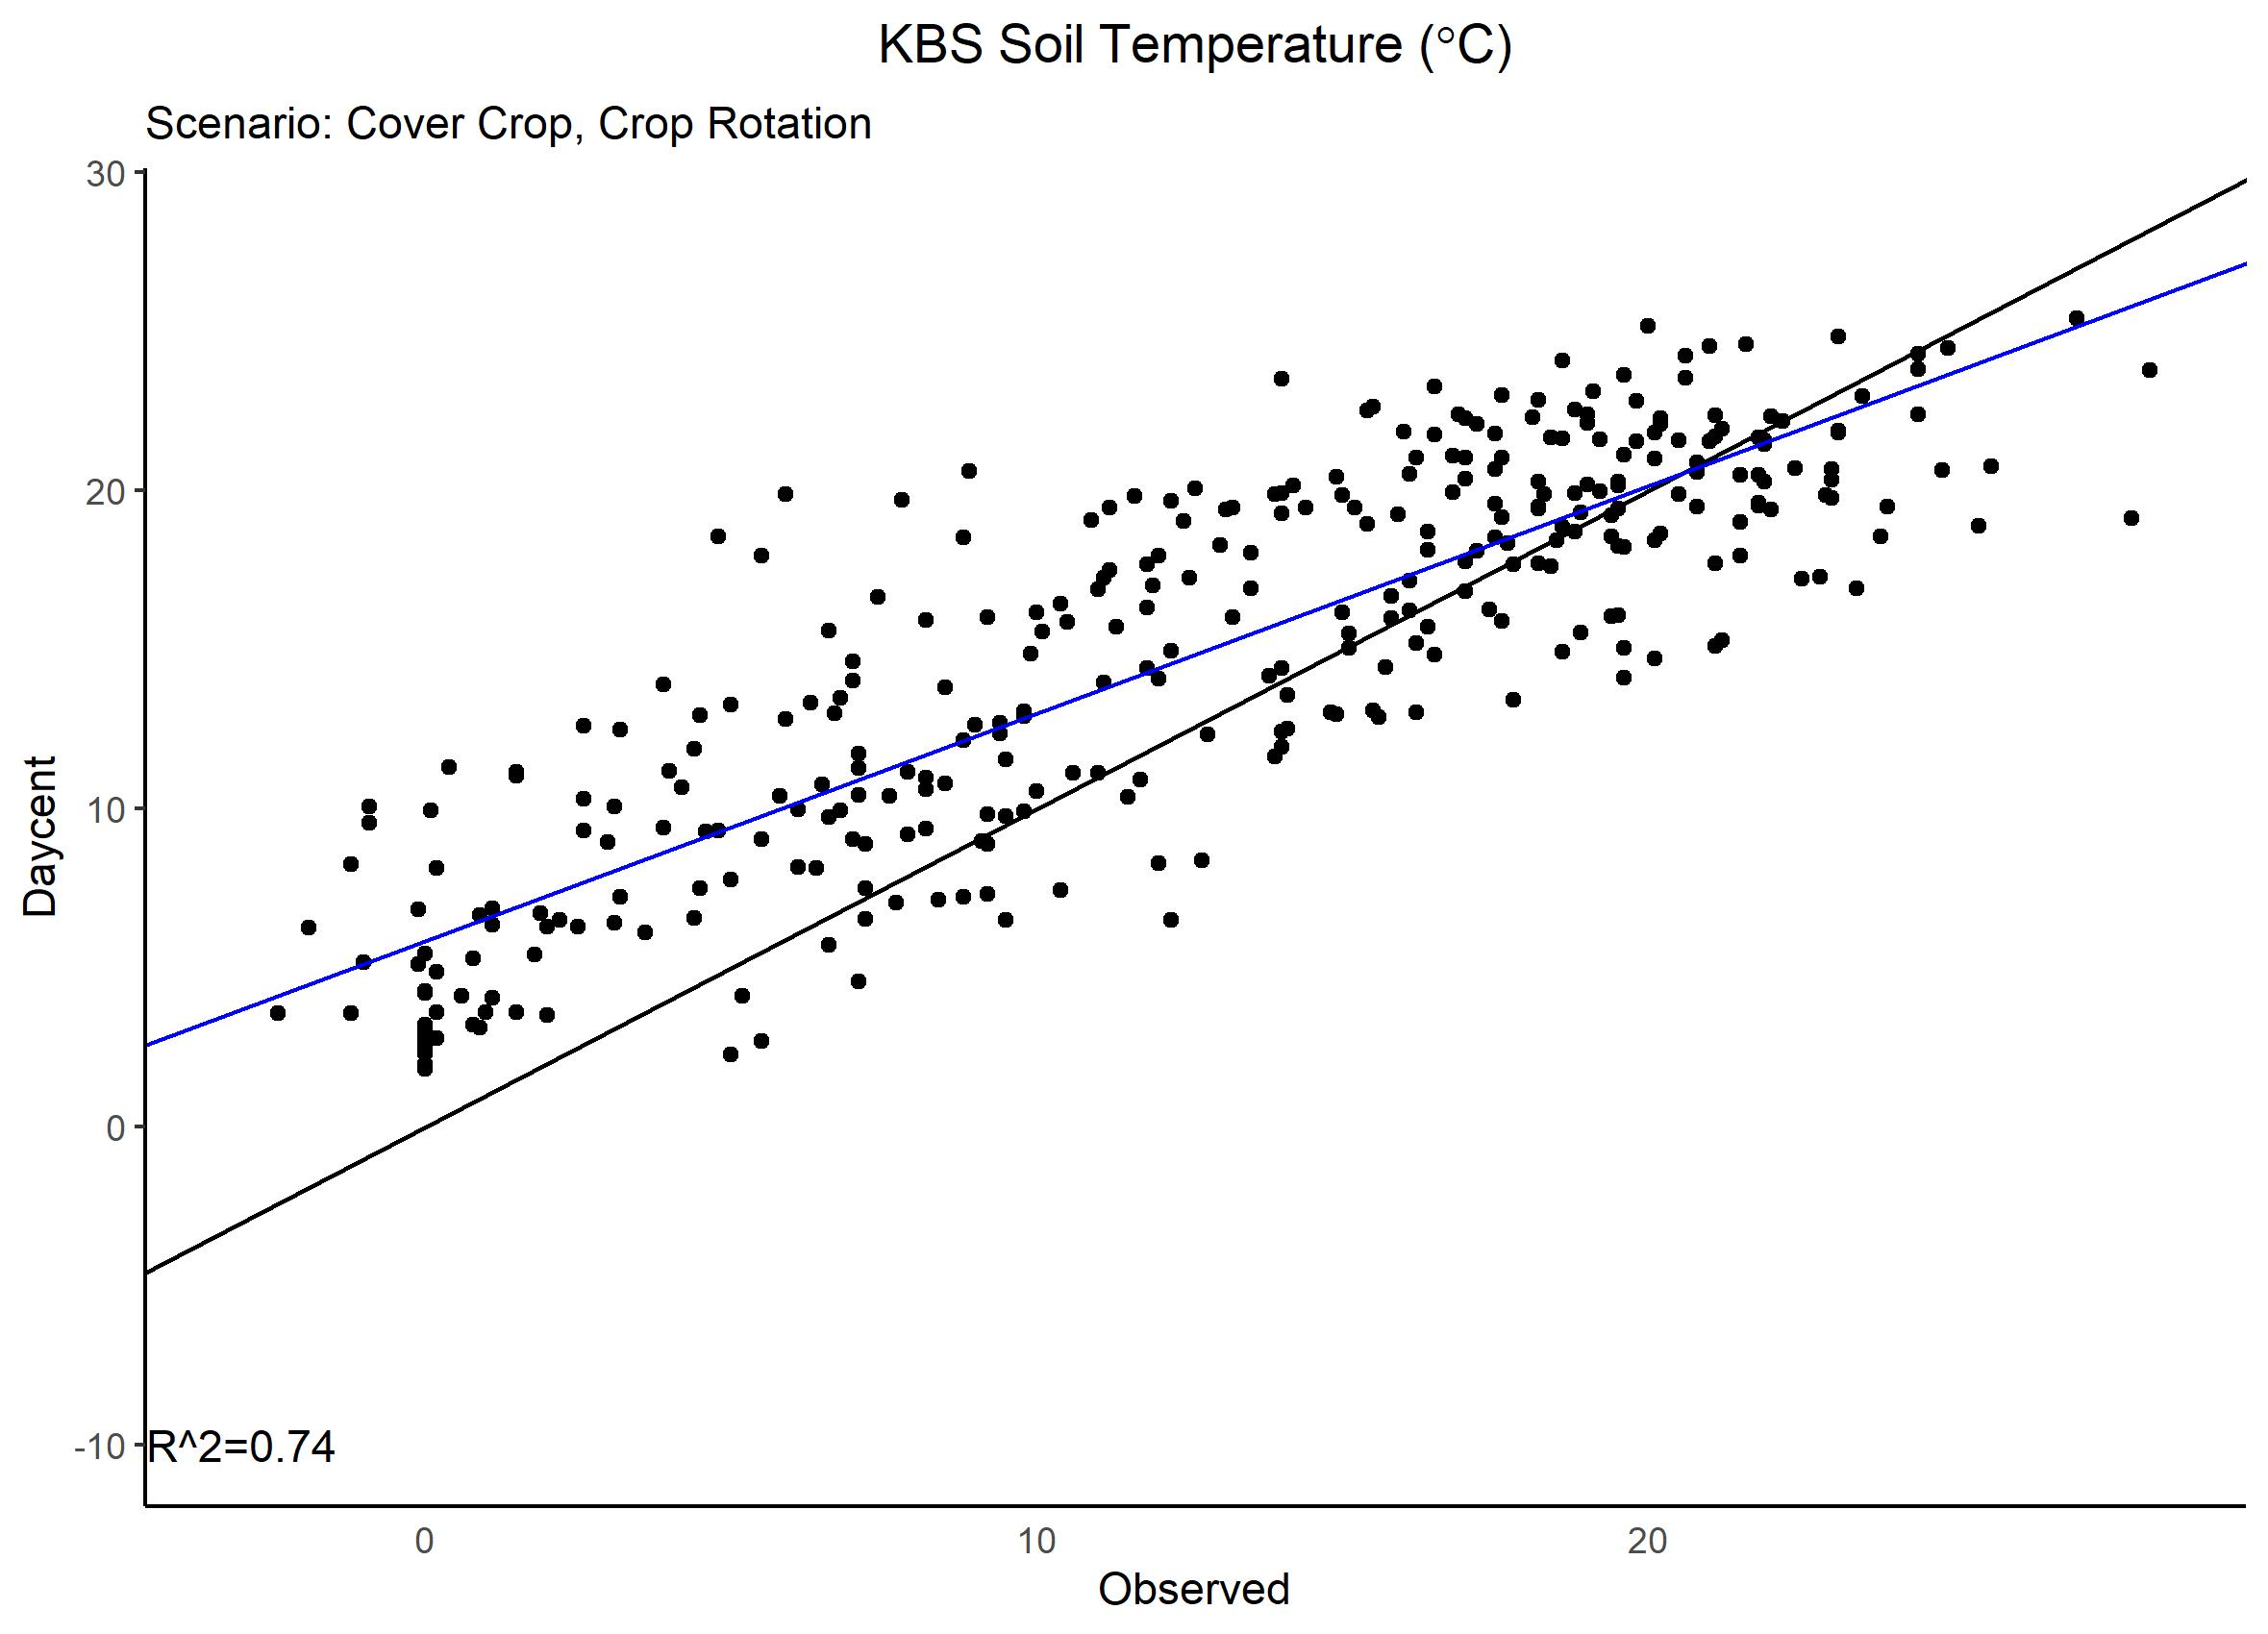 KBS Soil Temperature (°C)
Scenario: Cover Crop, Crop Rotation
30
20
10
0
-10
Daycent
R^2=0.74
0 10 20
Observed